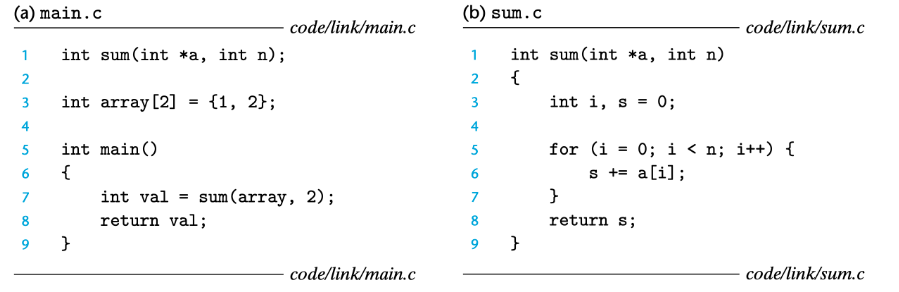 (a) main.c
code/link/main.c
1 int sum(int *a, int n);
2
3 int array[2] = {1, 2};
4
5 int main()
6 {
7 int val = sum(array, 2);
8 return val;
9 }
code/link/main.c
(b) sum.c
code/link/sum.c
1 int sum(int *a, int n)
2 {
3 int i, s = 0;
4
5 for (i = 0; i < n; i++) {
6 s += a[i];
7 }
8 return s;
9 }
code/link/sum.c